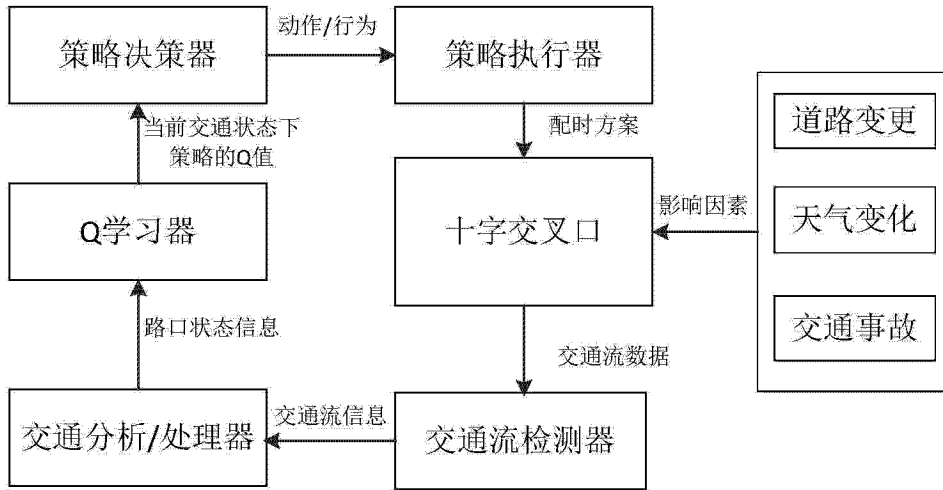 策略决策器
动作/行为
策略执行器
当前交通状态下
策略的Q值
配时方案
道路变更
Q学习器
十字交叉口
影响因素
天气变化
路口状态信息
交通流数据
交通事故
交通分析/处理器
交通流信息
交通流检测器